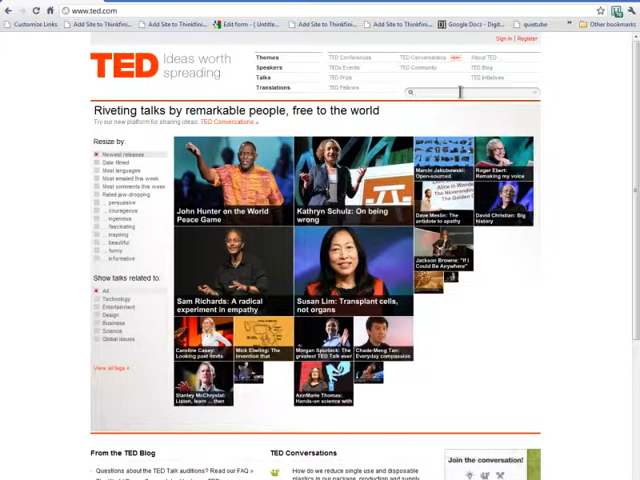 www.ted.com
Customize Links
Add Site to Thinkfini...
Edit form - [ Untitle...
Add Site to Thinkfini...
Add Site to Thinkfini...
Google Docs - Digit...
quixtube
»
Other bookmarks
Sign in | Register
TED Ideas worth
spreading
Themes
Speakers
Talks
Translations
TED Conferences
TEDx Events
TED Prize
TED Fellows
TED Conversations
TED Community
About TED
TED Blog
TED Initiatives
Riveting talks by remarkable people, free to the world
Try our new platform for sharing ideas. TED Conversations »
Resize by:
Newest releases
Date filmed
Most languages
Most emailed this week
Most comments this week
Rated jaw-dropping
... persuasive
... courageous
... ingenious
... fascinating
... inspiring
... beautiful
... funny
... informative
Show talks related to:
All
Technology
Entertainment
Design
Business
Science
Global issues
View all tags »
John Hunter on the World
Peace Game
Kathryn Schulz: On being
wrong
Marcin Jakubowski:
Open-sourced
Roger Ebert:
Remaking my voice
Alice in Wonde
Dave Meslin: The
antidote to apathy
David Christian: Big
history
Jackson Browne: "If I
Could Be Anywhere"
Sam Richards: A radical
experiment in empathy
Susan Lim: Transplant cells,
not organs
Caroline Casey:
Looking past limits
Mick Ebeling: The
invention that
Morgan Spurlock: The
greatest TED Talk ever
Chade-Meng Tan:
Everyday compassion
Stanley McChrystal:
Listen, learn ... then
AnnMarie Thomas:
Hands-on science with
From the TED Blog
Questions about the TED Talk auditions? Read our FAQ »
TED Conversations
How do we reduce single use and disposable
plastics in our package, production and supply
Join the conversation!